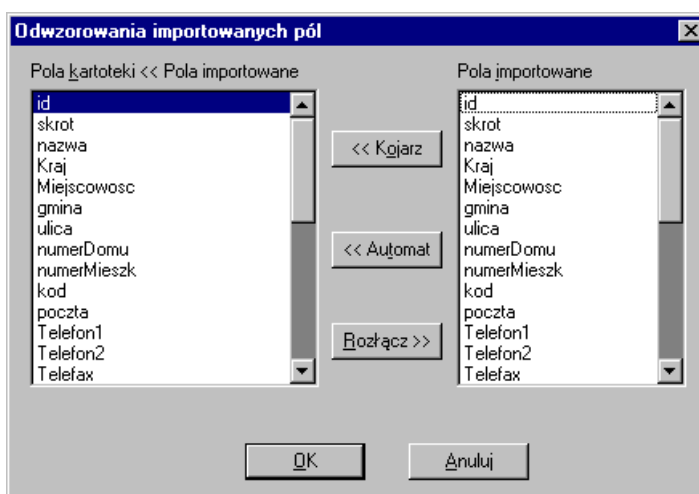 Odwzorowania importowanych pól
Pola kartoteki << Pola importowane
id
skrot
nazwa
Kraj
Miejscowosc
gmina
ulica
numerDomu
numerMieszk
kod
poczta
Telefon1
Telefon2
Telefax
<< Kojarz
<< Automat
Rozłącz >>
Pola importowane
id
skrot
nazwa
Kraj
Miejscowosc
gmina
ulica
numerDomu
numerMieszk
kod
poczta
Telefon1
Telefon2
Telefax
OK
Anuluj